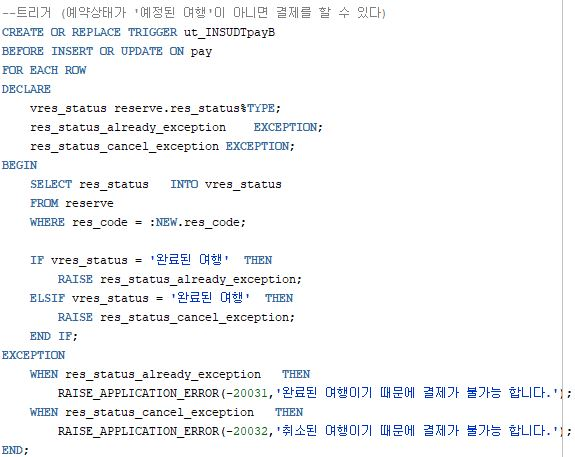 --트리거 (예약상태가 '예정된 여행'이 아니면 결제를 할 수 있다)
CREATE OR REPLACE TRIGGER ut_INSUDTpayB
BEFORE INSERT OR UPDATE ON pay
FOR EACH ROW
DECLARE
    vres_status reserve.res_status%TYPE;
    res_status_already_exception    EXCEPTION;
    res_status_cancel_exception EXCEPTION;
BEGIN
    SELECT res_status   INTO vres_status
    FROM reserve
    WHERE res_code = :NEW.res_code;

    IF vres_status = '완료된 여행'  THEN
        RAISE res_status_already_exception;
    ELSIF vres_status = '완료된 여행'  THEN
        RAISE res_status_cancel_exception;
    END IF;
EXCEPTION
    WHEN res_status_already_exception   THEN
        RAISE_APPLICATION_ERROR(-20031,'완료된 여행이기 때문에 결제가 불가능 합니다.');
    WHEN res_status_cancel_exception   THEN
        RAISE_APPLICATION_ERROR(-20032,'취소된 여행이기 때문에 결제가 불가능 합니다.');
END;